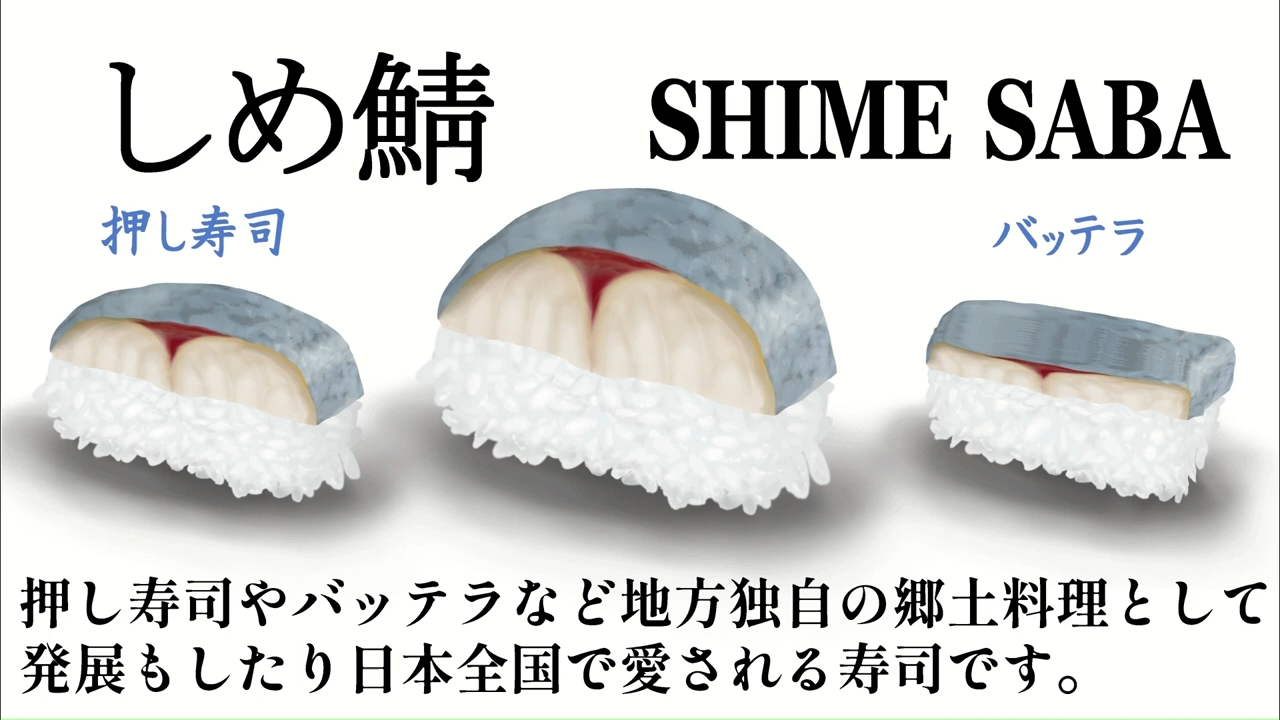 しめ鯖
SHIME SABA
押し寿司
バッテラ
押し寿司やバッテラなど地方独自の郷土料理として
発展もしたり日本全国で愛される寿司です。